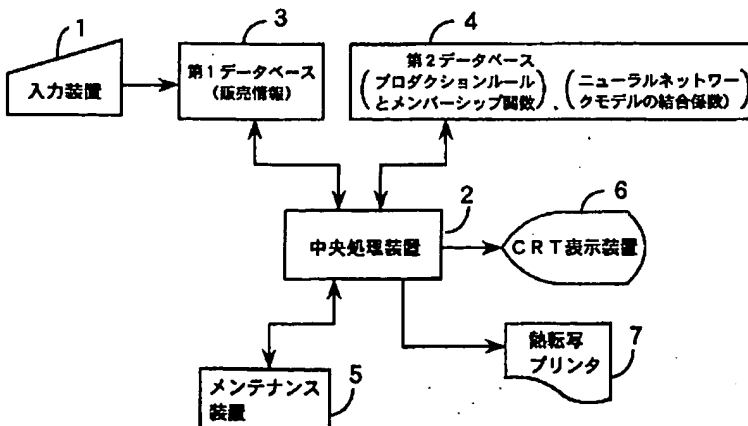 1
入力装置
3
第1データベース
(販売情報)
4
第2データベース
(プロダクションルールとメンバーシップ関数)、(ニューラルネットワークモデルの結合係数)
2
中央処理装置
6
CRT表示装置
熱転写
プリンタ
7
メンテナンス
装置
5